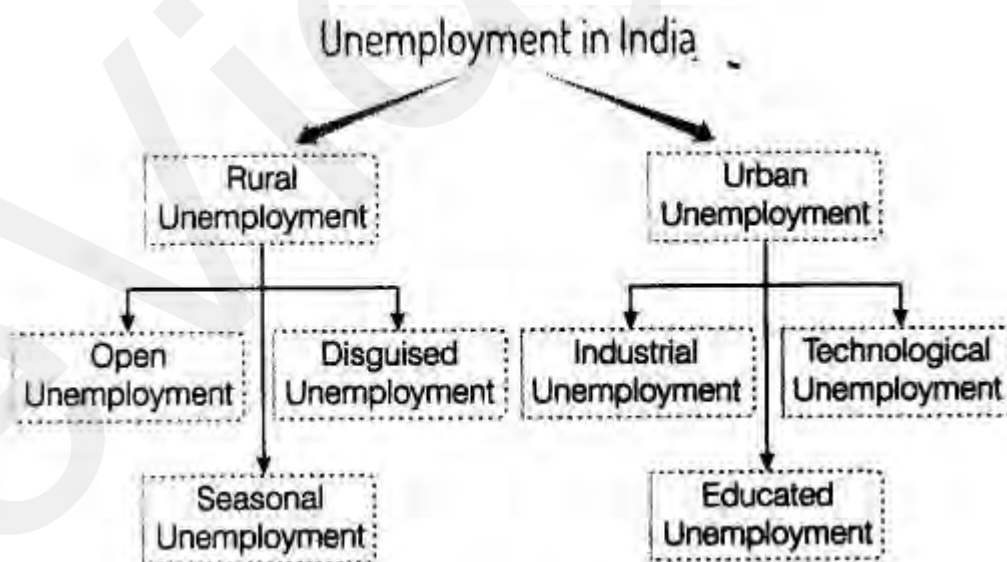 Unemployment in India
Rural
Unemployment
Urban
Unemployment
Open
Unemployment
Disguised
Unemployment
Industrial
Unemployment
Technological
Unemployment
Seasonal
Unemployment
Educated
Unemployment